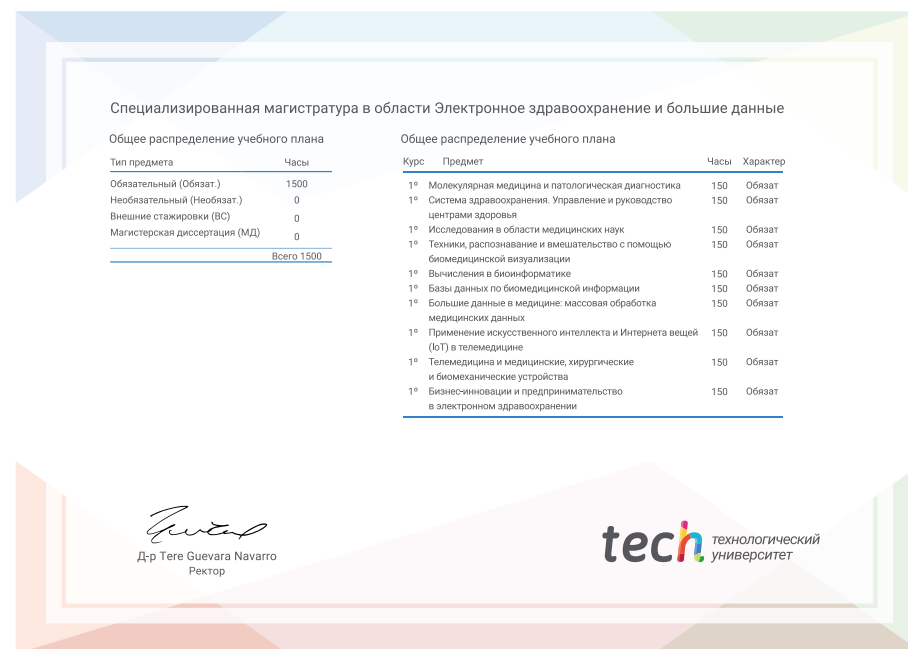 Специализированная магистратура в области Электронное здравоохранение и большие данные
Общее распределение учебного плана
Тип предмета Часы
Обязательный (Обязат.) 1500
Необязательный (Необязат.) 0
Внешние стажировки (ВС) 0
Магистерская диссертация (МД) 0
Всего 1500
Общее распределение учебного плана
Курс Предмет Часы Характер
1º Молекулярная медицина и патологическая диагностика 150 Обязат
1º Система здравоохранения. Управление и руководство 150 Обязат
центрами здоровья
1º Исследования в области медицинских наук 150 Обязат
1º Техники, распознавание и вмешательство с помощью 150 Обязат
биомедицинской визуализации
1º Вычисления в биоинформатике 150 Обязат
1º Базы данных по биомедицинской информации 150 Обязат
1º Большие данные в медицине: массовая обработка 150 Обязат
медицинских данных
1º Применение искусственного интеллекта и Интернета вещей 150 Обязат
(IoT) в телемедицине
1º Телемедицина и медицинские, хирургические 150 Обязат
и биомеханические устройства
1º Бизнес-инновации и предпринимательство 150 Обязат
в электронном здравоохранении
Д-р Tere Guevara Navarro
Ректор
tech технологический
университет